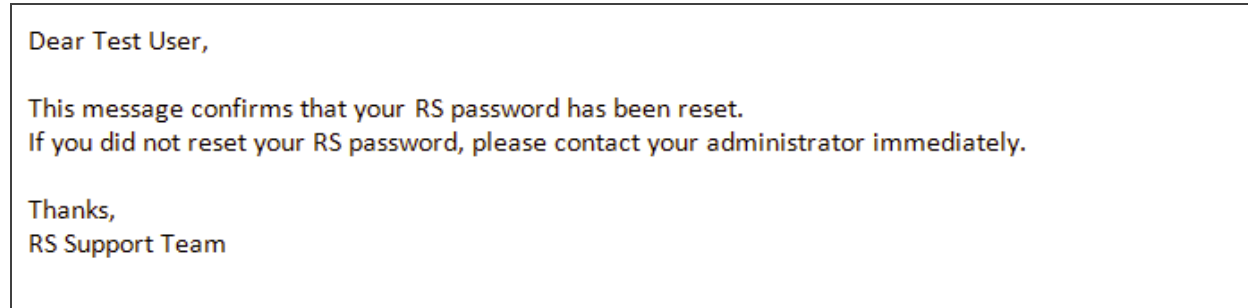 Dear Test User,
This message confirms that your RS password has been reset.
If you did not reset your RS password, please contact your administrator immediately.
Thanks,
RS Support Team